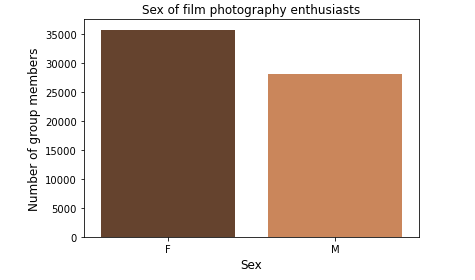 Sex of film photography enthusiasts
Number of group members
35000
30000
25000
20000
15000
10000
5000
0
F
M
Sex